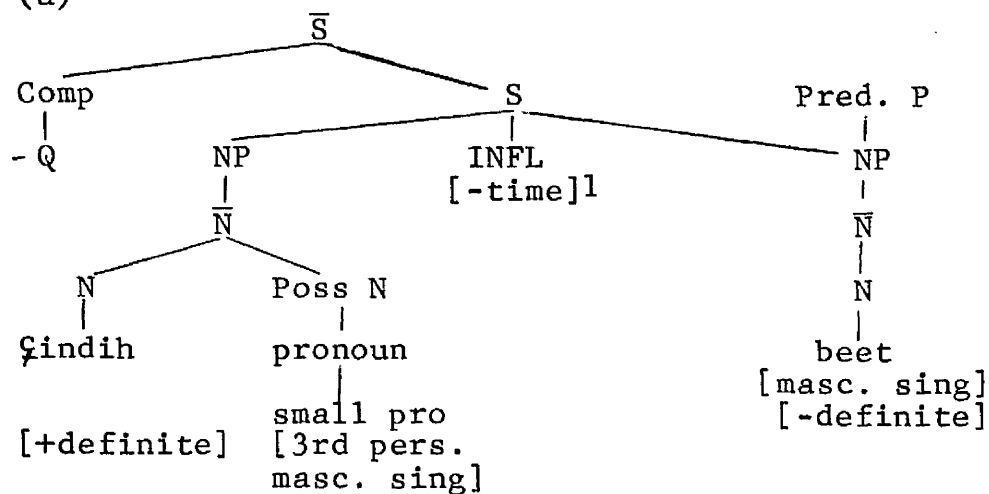 S̅
Comp S Pred. P
-Q NP INFL NP
[-time]1
N̅ N̅
N Poss N N
çindih pronoun beet
[masc. sing]
small pro [-definite]
[+definite] [3rd pers.
masc. sing]